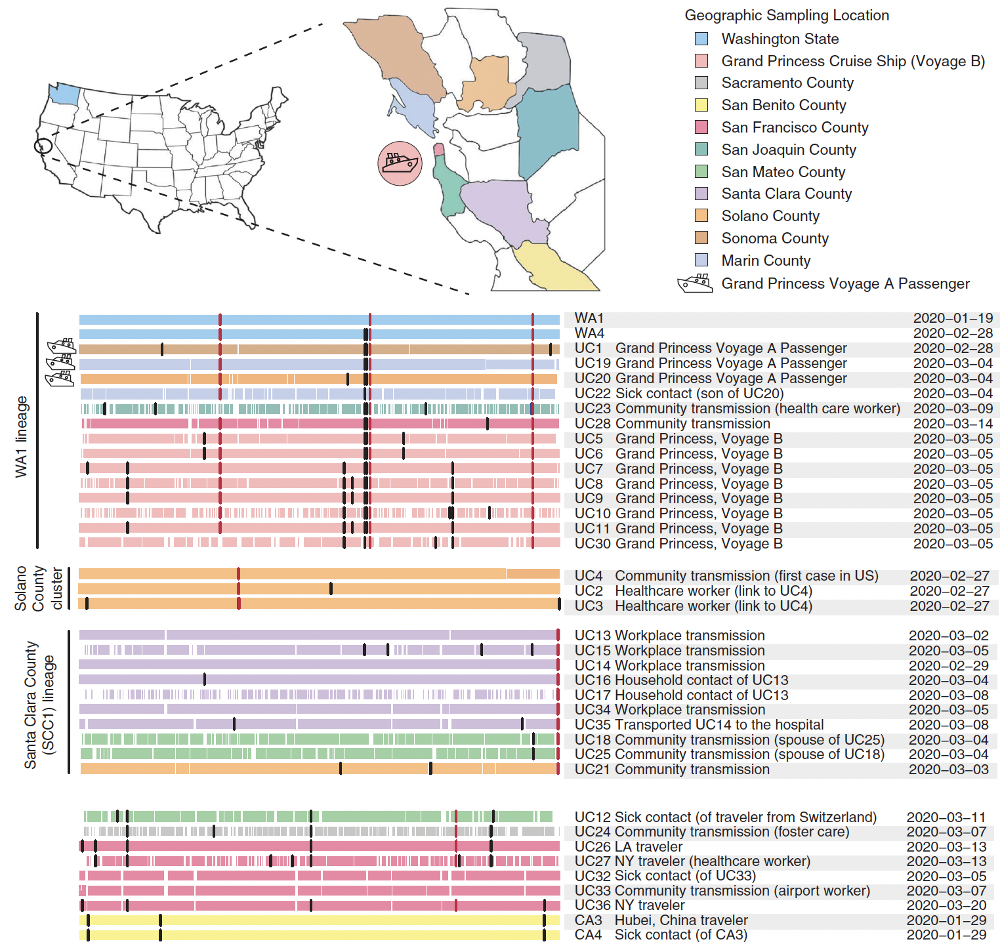 Geographic Sampling Location
Washington State
Grand Princess Cruise Ship (Voyage B)
Sacramento County
San Benito County
San Francisco County
San Joaquin County
San Mateo County
Santa Clara County
Solano County
Sonoma County
Marin County
Grand Princess Voyage A Passenger
WA1 lineage
WA1 2020–01–19
WA4 2020–02–28
UC1 Grand Princess Voyage A Passenger 2020–02–28
UC19 Grand Princess Voyage A Passenger 2020–03–04
UC20 Grand Princess Voyage A Passenger 2020–03–04
UC22 Sick contact (son of UC20) 2020–03–04
UC23 Community transmission (health care worker) 2020–03–09
UC28 Community transmission 2020–03–14
UC5 Grand Princess, Voyage B 2020–03–05
UC6 Grand Princess, Voyage B 2020–03–05
UC7 Grand Princess, Voyage B 2020–03–05
UC8 Grand Princess, Voyage B 2020–03–05
UC9 Grand Princess, Voyage B 2020–03–05
UC10 Grand Princess, Voyage B 2020–03–05
UC11 Grand Princess, Voyage B 2020–03–05
UC30 Grand Princess, Voyage B 2020–03–05
Solano
County
cluster
UC4 Community transmission (first case in US) 2020–02–27
UC2 Healthcare worker (link to UC4) 2020–02–27
UC3 Healthcare worker (link to UC4) 2020–02–27
Santa Clara County
(SCC1) lineage
UC13 Workplace transmission 2020–03–02
UC15 Workplace transmission 2020–03–05
UC14 Workplace transmission 2020–02–29
UC16 Household contact of UC13 2020–03–04
UC17 Household contact of UC13 2020–03–08
UC34 Workplace transmission 2020–03–05
UC35 Transported UC14 to the hospital 2020–03–08
UC18 Community transmission (spouse of UC25) 2020–03–04
UC25 Community transmission (spouse of UC18) 2020–03–04
UC21 Community transmission 2020–03–03
UC12 Sick contact (of traveler from Switzerland) 2020–03–11
UC24 Community transmission (foster care) 2020–03–07
UC26 LA traveler 2020–03–13
UC27 NY traveler (healthcare worker) 2020–03–13
UC32 Sick contact (of UC33) 2020–03–05
UC33 Community transmission (airport worker) 2020–03–07
UC36 NY traveler 2020–03–20
CA3 Hubei, China traveler 2020–01–29
CA4 Sick contact (of CA3) 2020–01–29